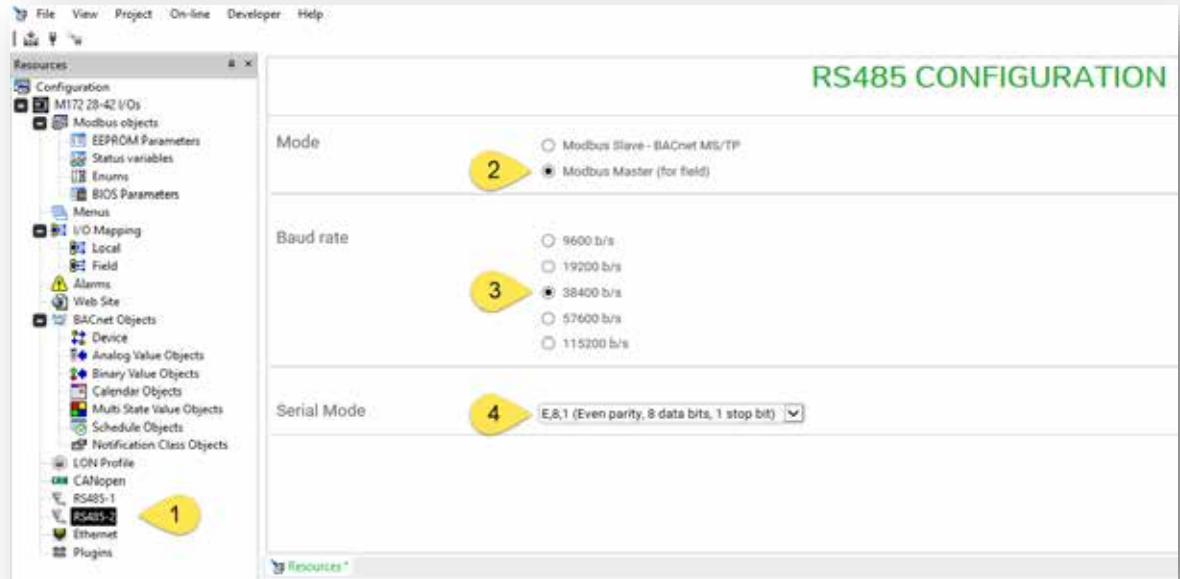 File View Project On-line Developer Help
Resources
Configuration
M172 28-42 I/Os
Modbus objects
EEPROM Parameters
Status variables
Enums
BIOS Parameters
Menus
I/O Mapping
Local
Field
Alarms
Web Site
BACnet Objects
Device
Analog Value Objects
Binary Value Objects
Calendar Objects
Multi State Value Objects
Schedule Objects
Notification Class Objects
LON Profile
CANopen
RS485-1
RS485-2
1
Ethernet
Plugins
RS485 CONFIGURATION
Mode
Modbus Slave - BACnet MS/TP
2
Modbus Master (for field)
Baud rate
9600 b/s
19200 b/s
3
38400 b/s
57600 b/s
115200 b/s
Serial Mode
4
E,8,1 (Even parity, 8 data bits, 1 stop bit)
Resources*